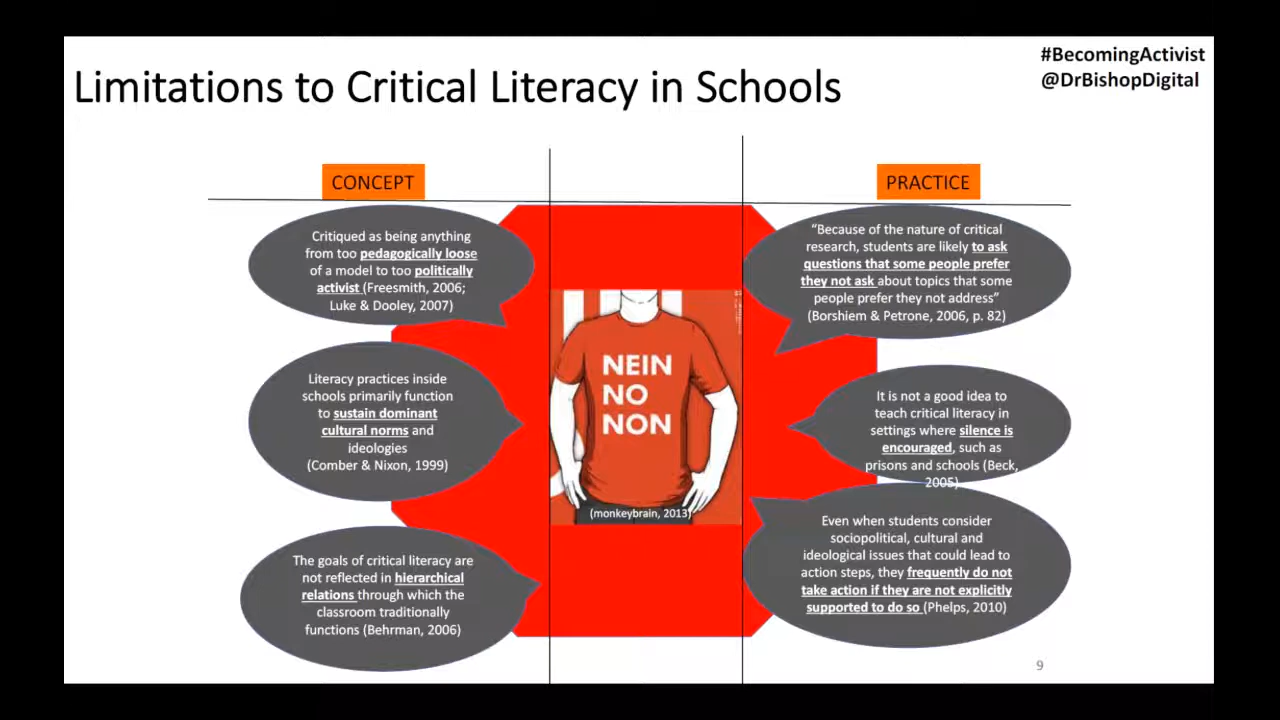 #BecomingActivist
@DrBishopDigital
Limitations to Critical Literacy in Schools
CONCEPT
Critiqued as being anything
from too pedagogically loose
of a model to too politically
activist (Freesmith, 2006;
Luke & Dooley, 2007)
Literacy practices inside
schools primarily function
to sustain dominant
cultural norms and
ideologies
(Comber & Nixon, 1999)
The goals of critical literacy are
not reflected in hierarchical
relations through which the
classroom traditionally
functions (Behrman, 2006)
NEIN
NO
NON
(monkeybrain, 2013)
PRACTICE
“Because of the nature of critical
research, students are likely to ask
questions that some people prefer
they not ask about topics that some
people prefer they not address”
(Borshiem & Petrone, 2006, p. 82)
It is not a good idea to
teach critical literacy in
settings where silence is
encouraged, such as
prisons and schools (Beck,
2005)
Even when students consider
sociopolitical, cultural and
ideological issues that could lead to
action steps, they frequently do not
take action if they are not explicitly
supported to do so (Phelps, 2010)
9